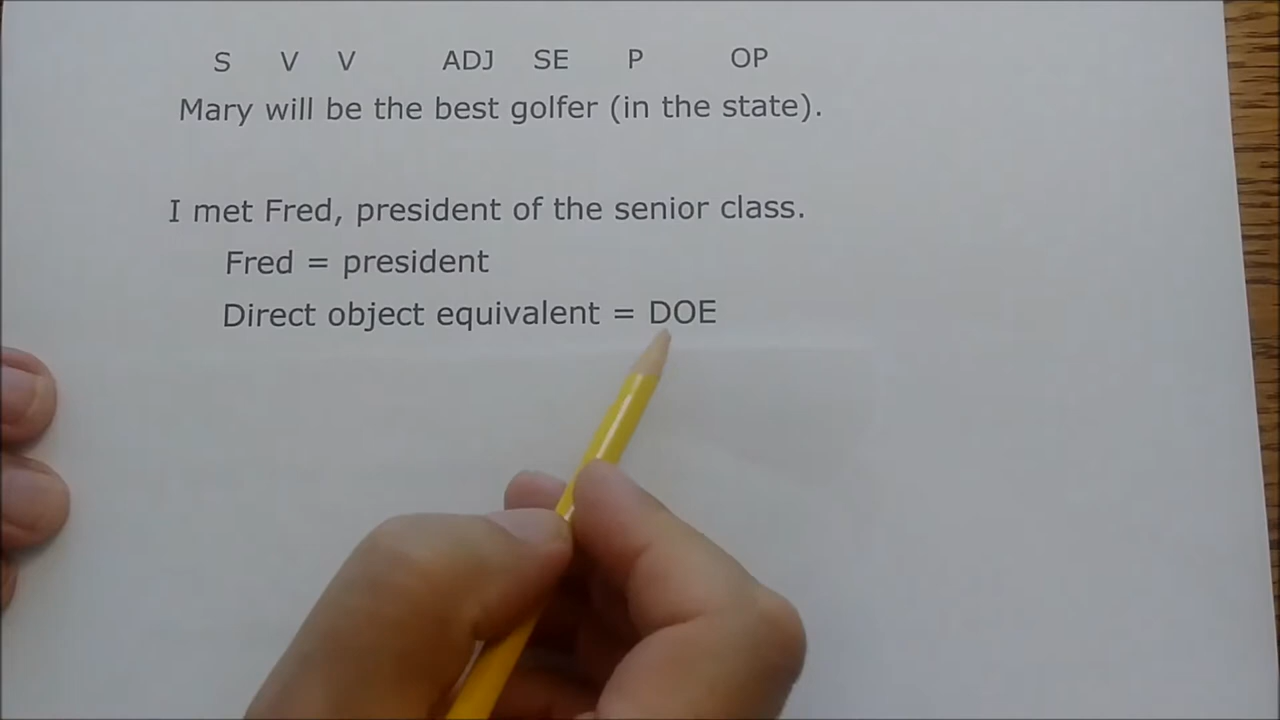 S V V ADJ SE P OP
Mary will be the best golfer (in the state).
I met Fred, president of the senior class.
Fred = president
Direct object equivalent = DOE